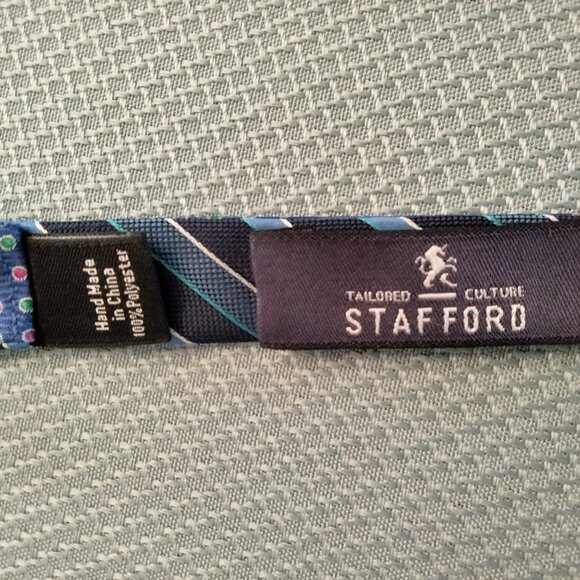 Hand Made
in China
100% Polyester
TAILORED CULTURE
STAFFORD